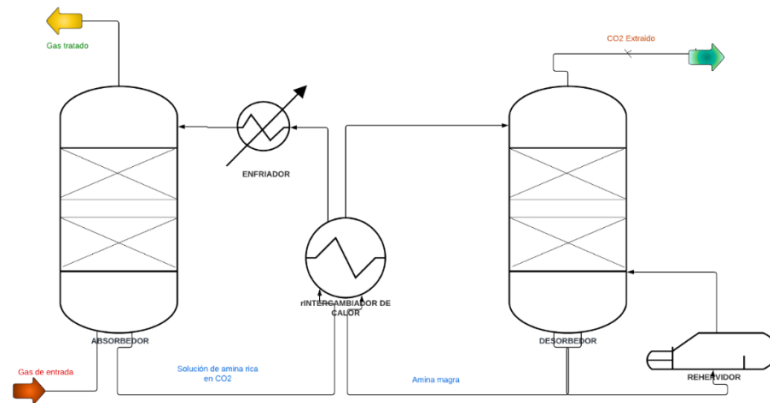 Gas tratado
CO2 Extraido
ENFRIADOR
rINTERCAMBIADOR DE
CALOR
ABSORBEDOR
DESORBEDOR
Solución de amina rica
en CO2
Amina magra
Gas de entrada
REHERVIDOR